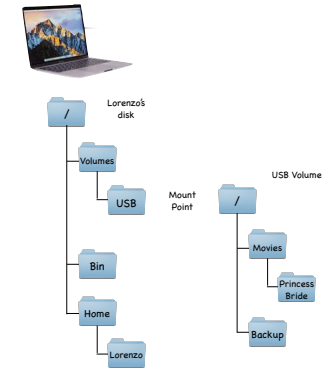 Lorenzo's
disk
/
Volumes
USB
Bin
Home
Lorenzo
Mount
Point
USB Volume
/
Movies
Princess
Bride
Backup